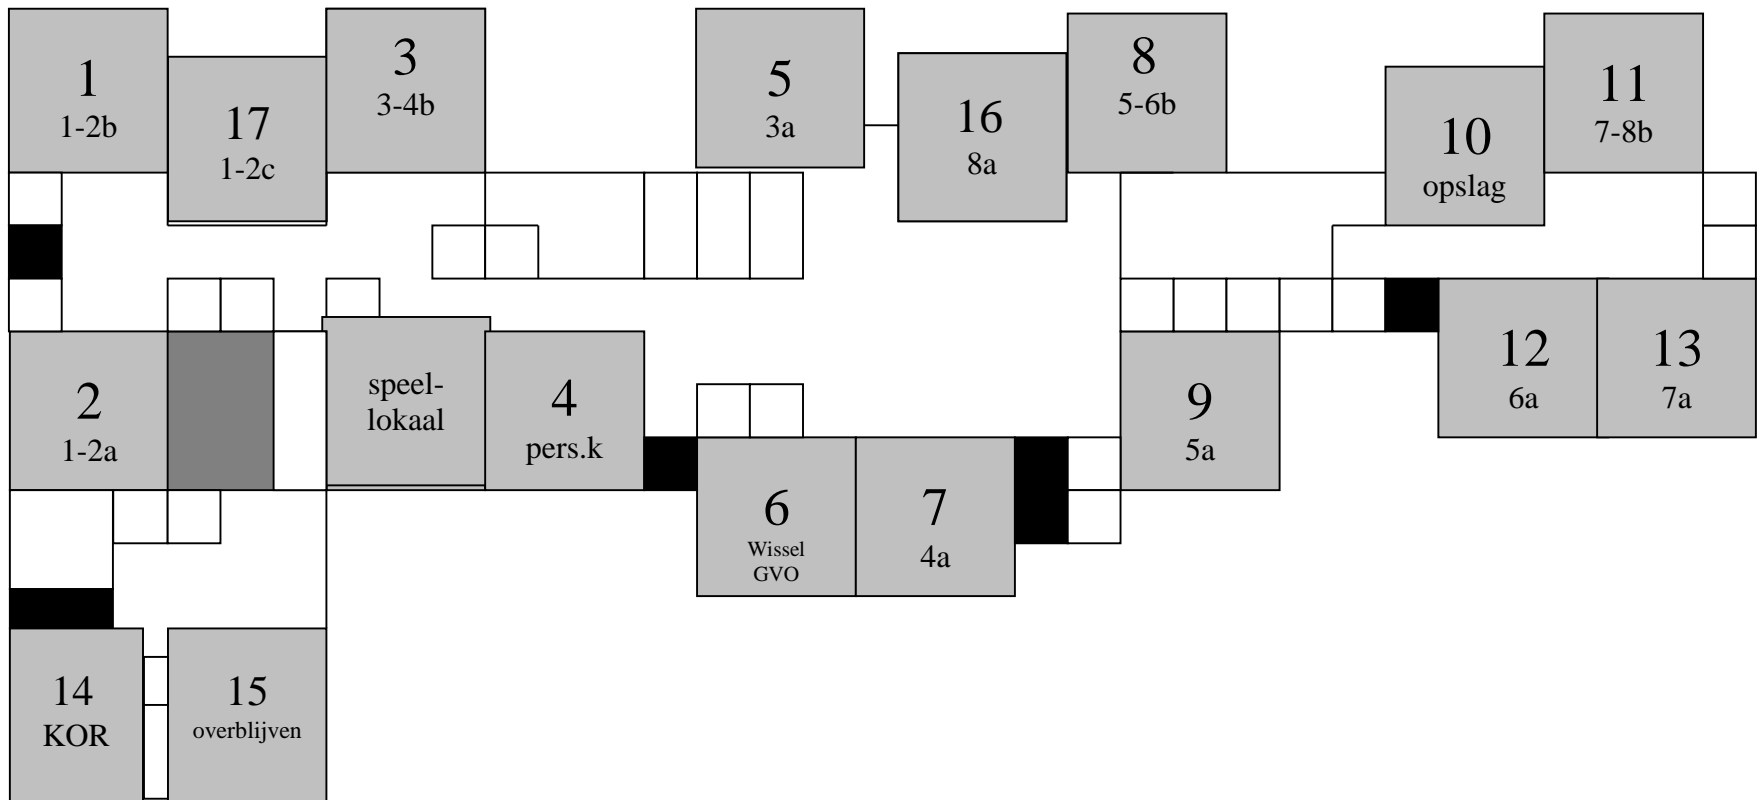 1
1-2b
17
1-2c
3
3-4b
5
3a
16
8a
8
5-6b
10
opslag
11
7-8b
2
1-2a
speel-
lokaal
4
pers.k
6
Wissel
GVO
7
4a
9
5a
12
6a
13
7a
14
KOR
15
overblijven